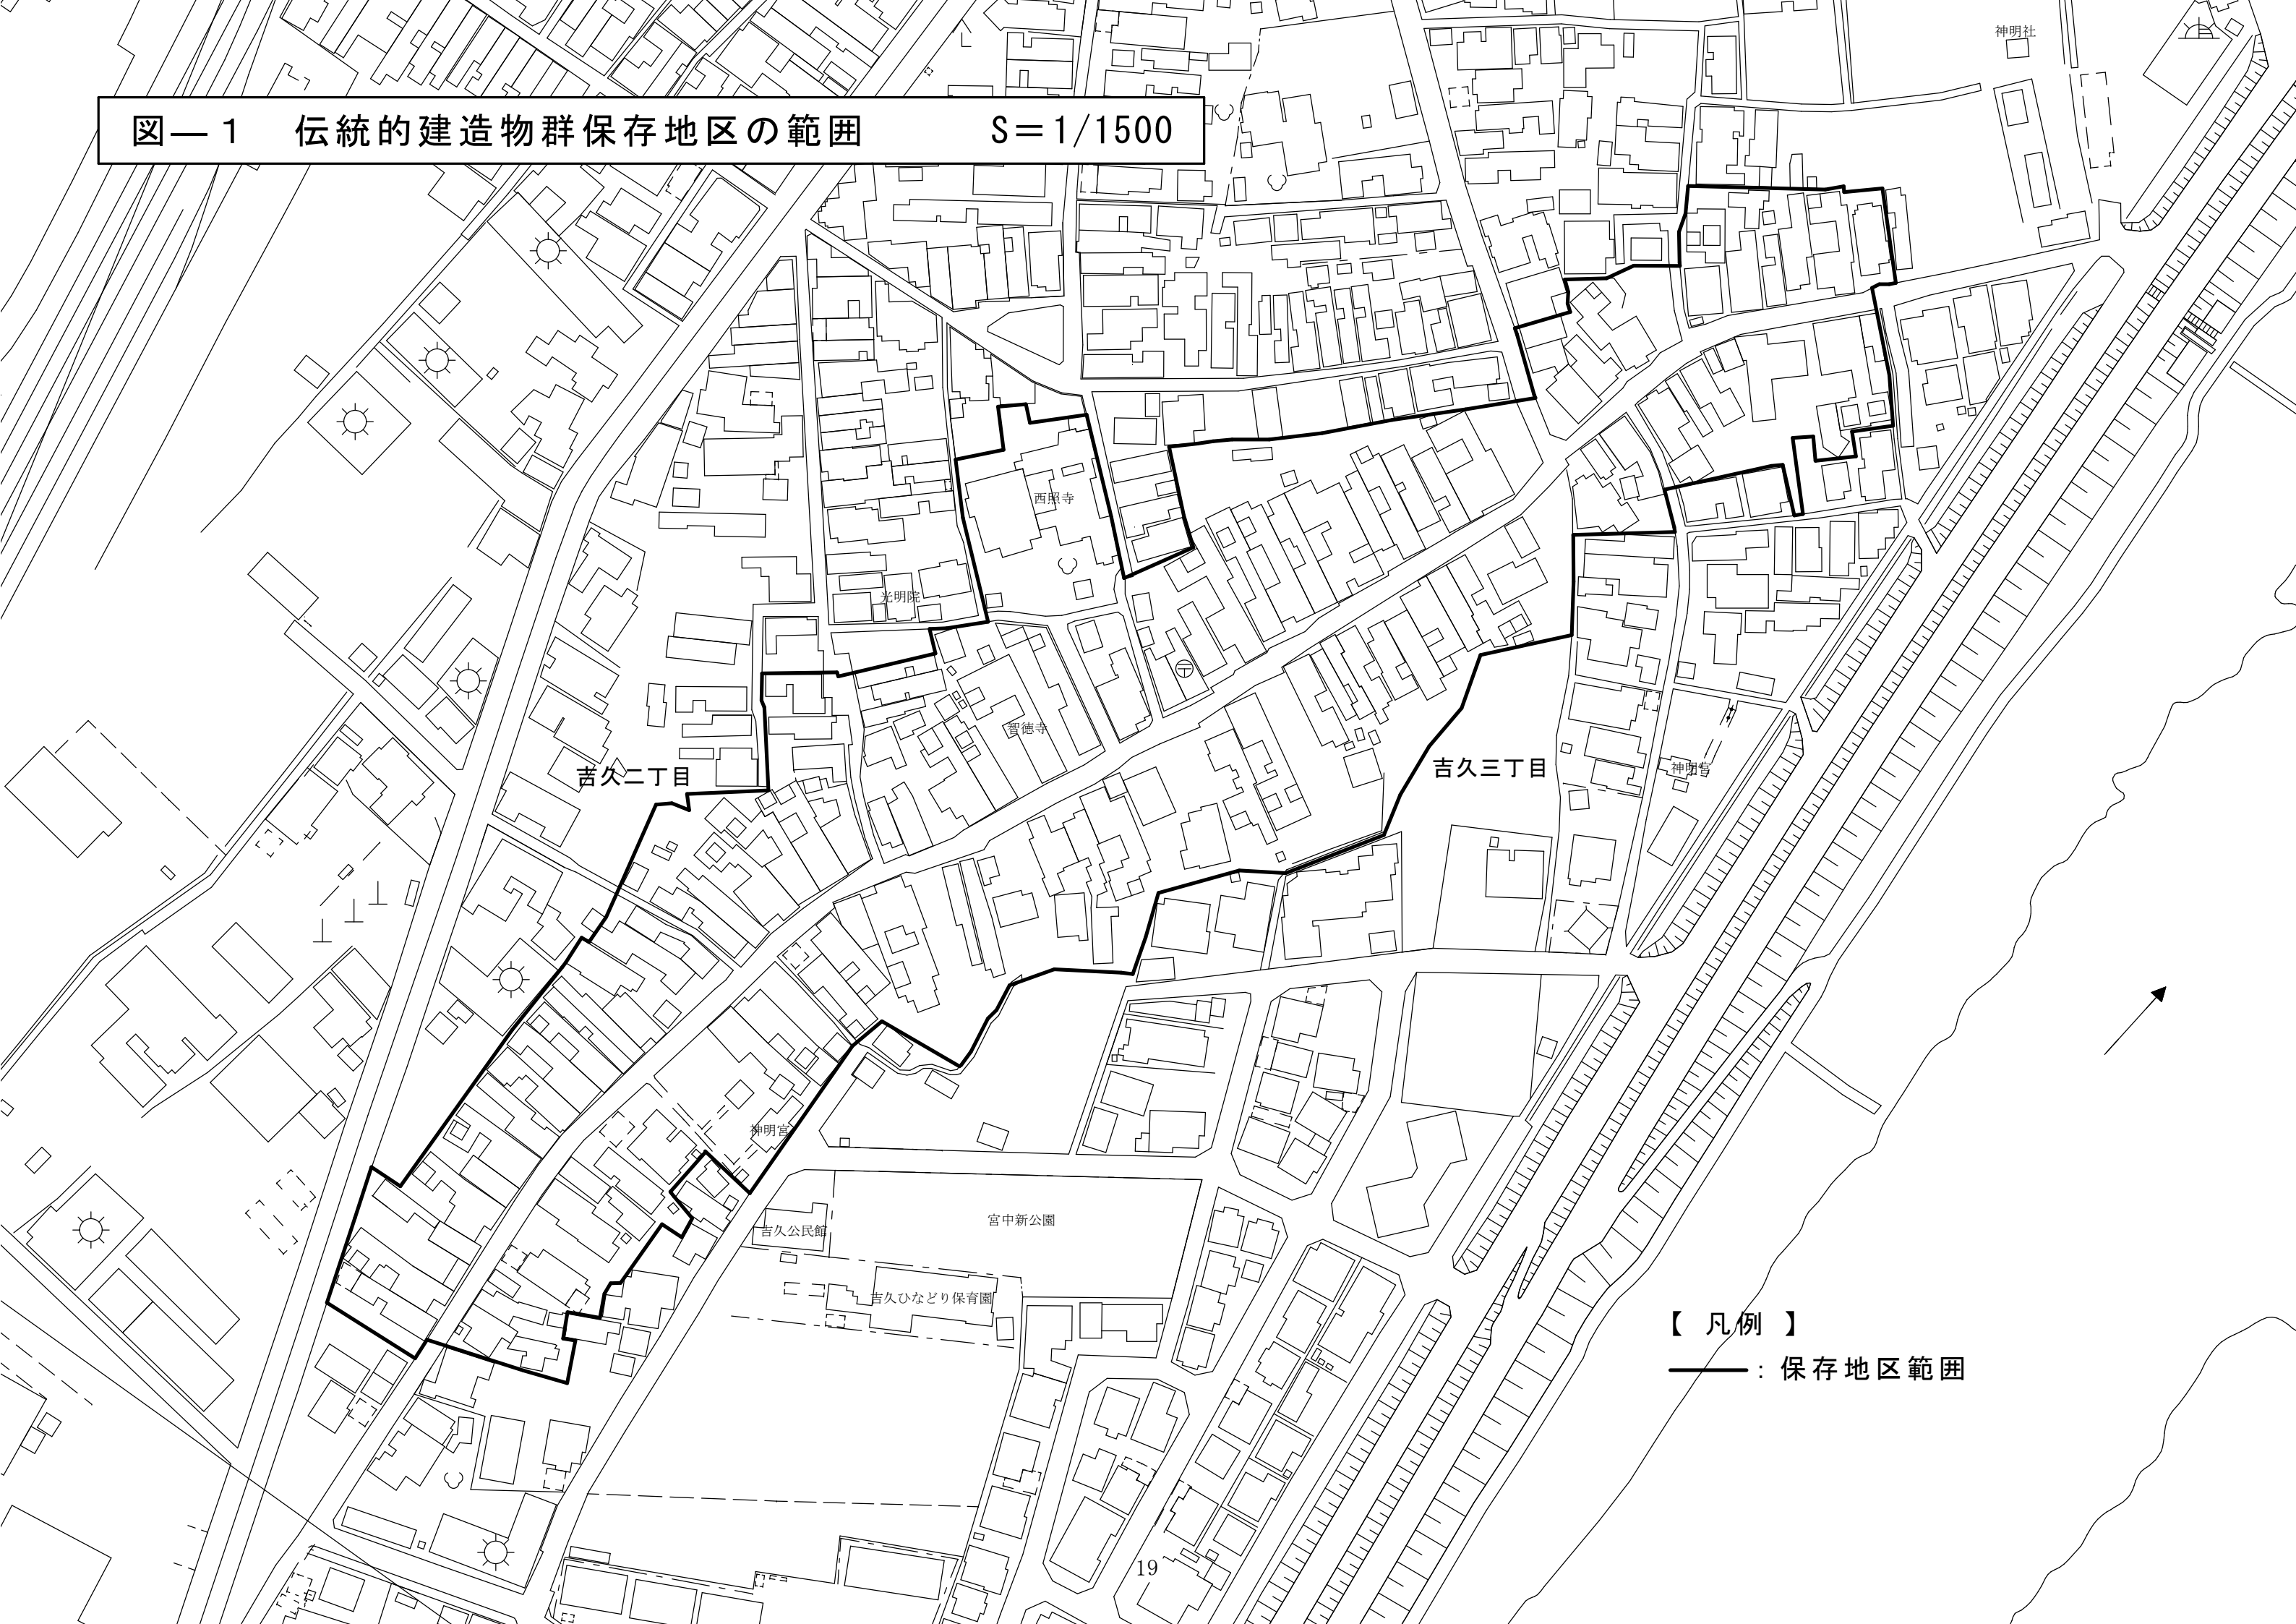 神明社
図―１　伝統的建造物群保存地区の範囲　S＝1/1500
西照寺
光明院
智徳寺
吉久二丁目
吉久三丁目
神明宮
神明宮
吉久公民館
宮中新公園
吉久ひなどり保育園
【 凡例 】
：保存地区範囲
19